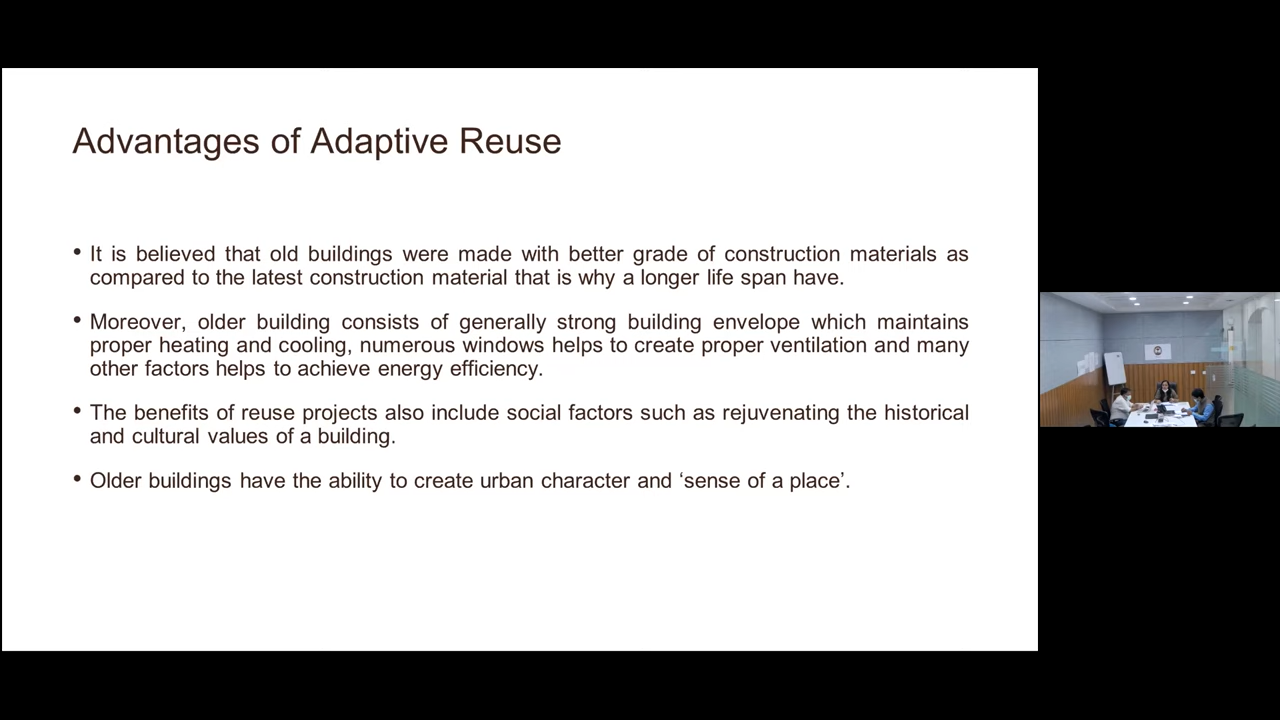 Advantages of Adaptive Reuse
• It is believed that old buildings were made with better grade of construction materials as
compared to the latest construction material that is why a longer life span have.
• Moreover, older building consists of generally strong building envelope which maintains
proper heating and cooling, numerous windows helps to create proper ventilation and many
other factors helps to achieve energy efficiency.
• The benefits of reuse projects also include social factors such as rejuvenating the historical
and cultural values of a building.
• Older buildings have the ability to create urban character and ‘sense of a place’.